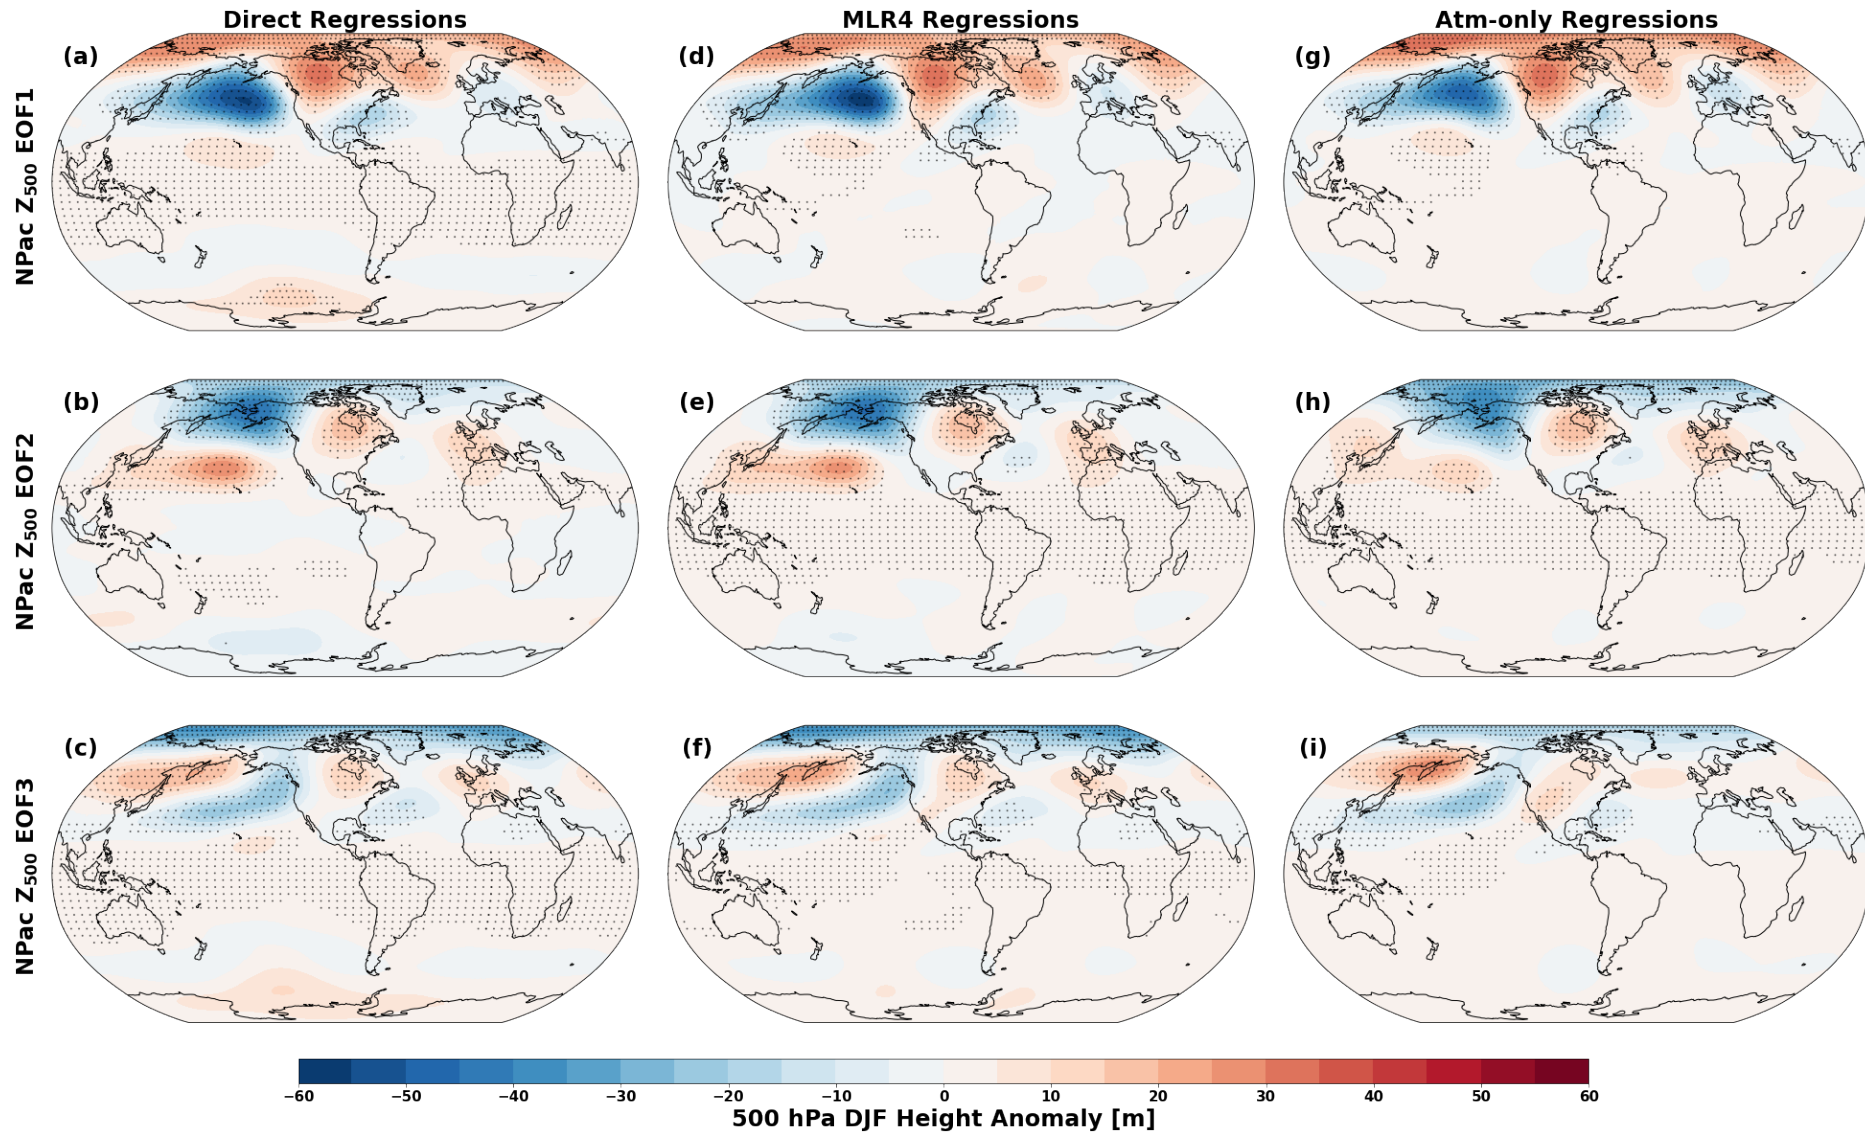 Direct Regressions MLR4 Regressions Atm-only Regressions
(a) (d) (g)
NPac Z500 EOF1
(b) (e) (h)
NPac Z500 EOF2
(c) (f) (i)
NPac Z500 EOF3
−60 −50 −40 −30 −20 −10 0 10 20 30 40 50 60
500 hPa DJF Height Anomaly [m]